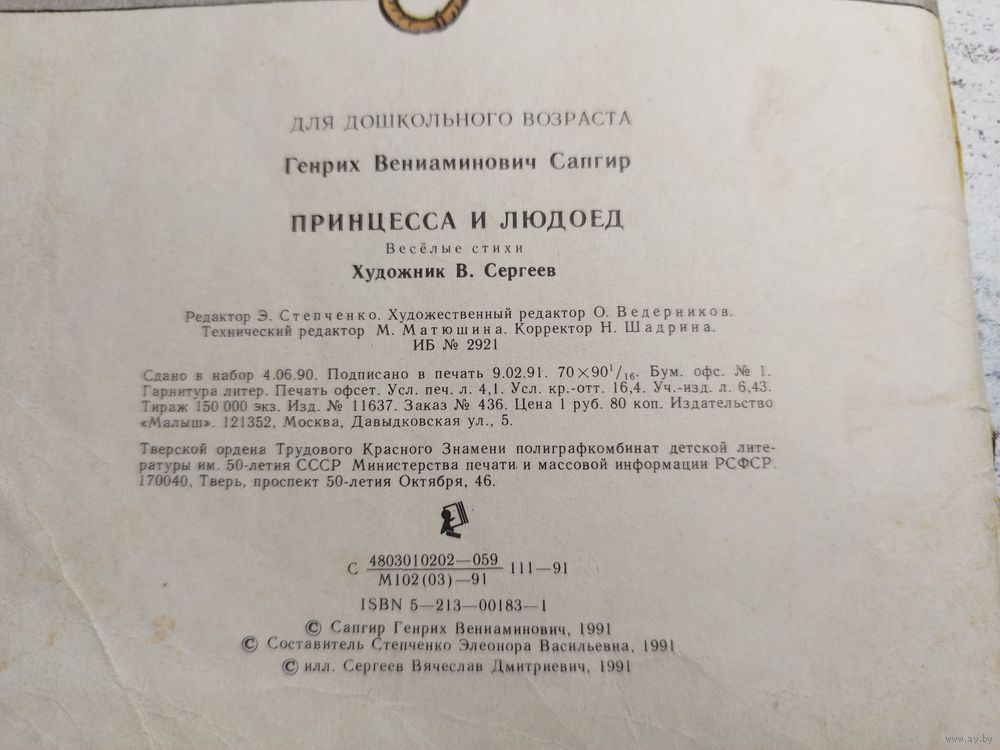 ДЛЯ ДОШКОЛЬНОГО ВОЗРАСТА
Генрих Вениаминович Сапгир
ПРИНЦЕССА И ЛЮДОЕД
Весёлые стихи
Художник В. Сергеев
Редактор Э. Степченко. Художественный редактор О. Ведерников.
Технический редактор М. Матюшина. Корректор Н. Шадрина.
ИБ № 2921
Сдано в набор 4.06.90. Подписано в печать 9.02.91. 70×90¹/₁₆. Бум. офс. № 1.
Гарнитура литер. Печать офсет. Усл. печ. л. 4,1. Усл. кр.-отт. 16,4. Уч.-изд. л. 6,43.
Тираж 150 000 экз. Изд. № 11637. Заказ № 436. Цена 1 руб. 80 коп. Издательство
«Малыш». 121352, Москва, Давыдковская ул., 5.
Тверской ордена Трудового Красного Знамени полиграфкомбинат детской лите-
ратуры им. 50-летия СССР Министерства печати и массовой информации РСФСР.
170040, Тверь, проспект 50-летия Октября, 46.
С 4803010202—059 111—91
М102(03)—91
ISBN 5—213—00183—1
© Сапгир Генрих Вениаминович, 1991
© Составитель Степченко Элеонора Васильевна, 1991
© илл. Сергеев Вячеслав Дмитриевич, 1991
www.ay.by